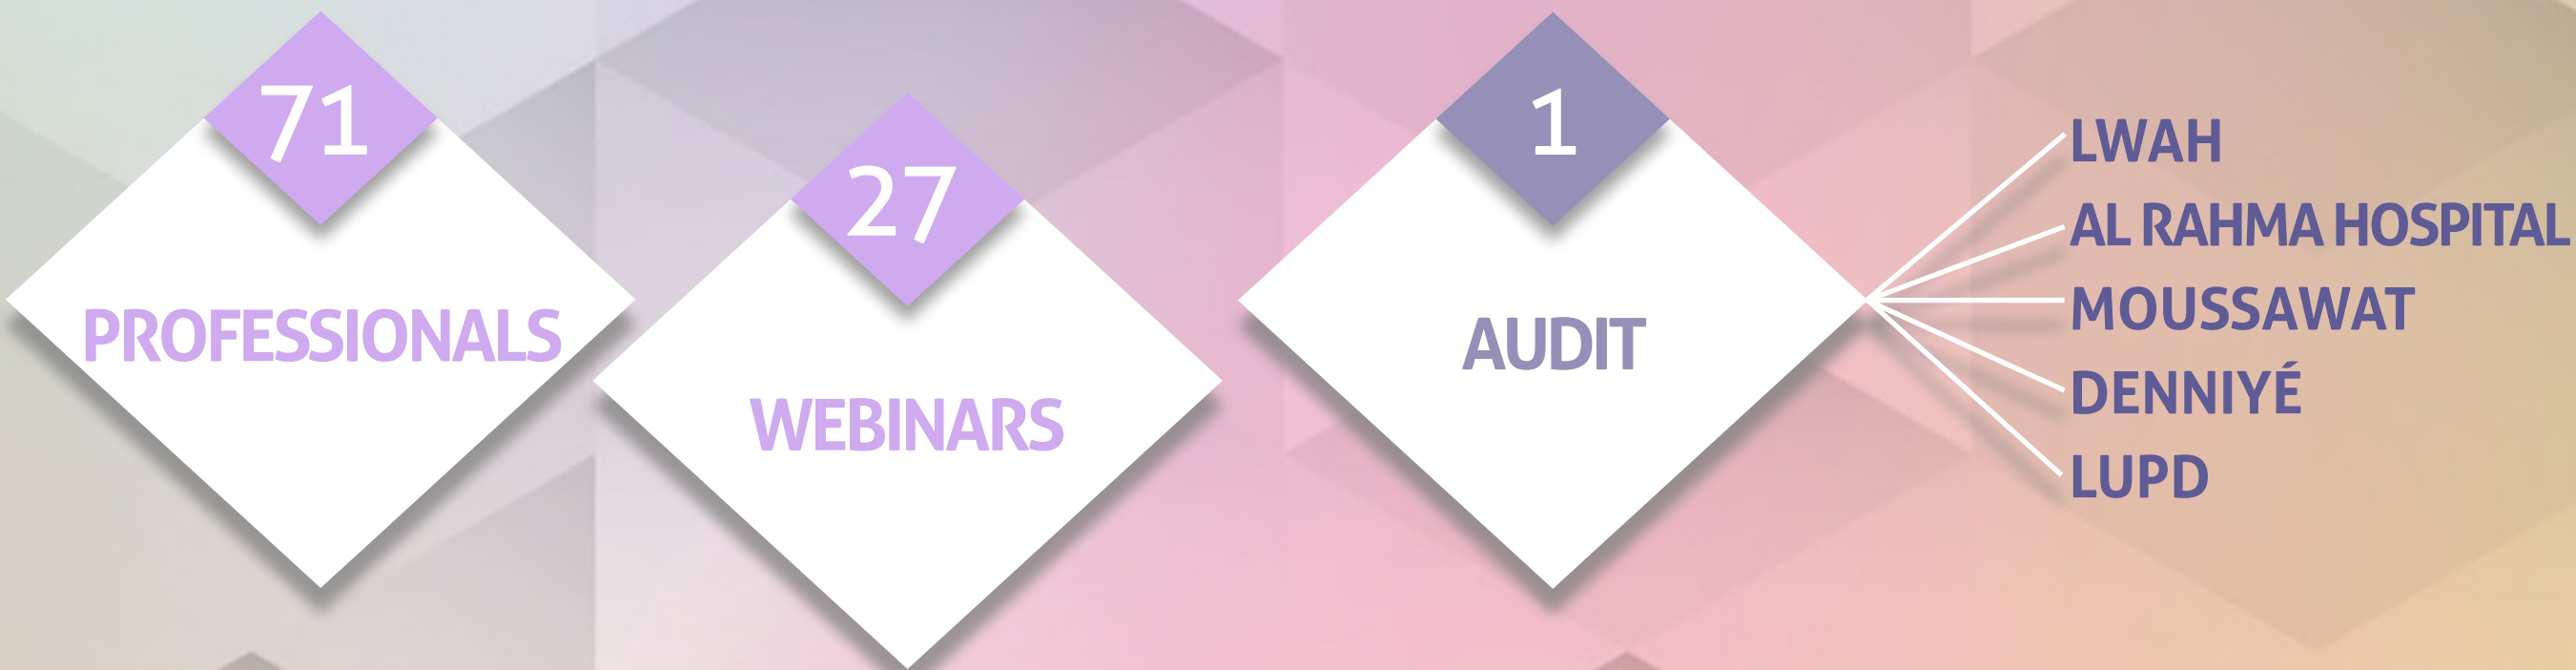 71
PROFESSIONALS
27
WEBINARS
1
AUDIT
LWAH
AL RAHMA HOSPITAL
MOUSSAWAT
DENNIYÉ
LUPD